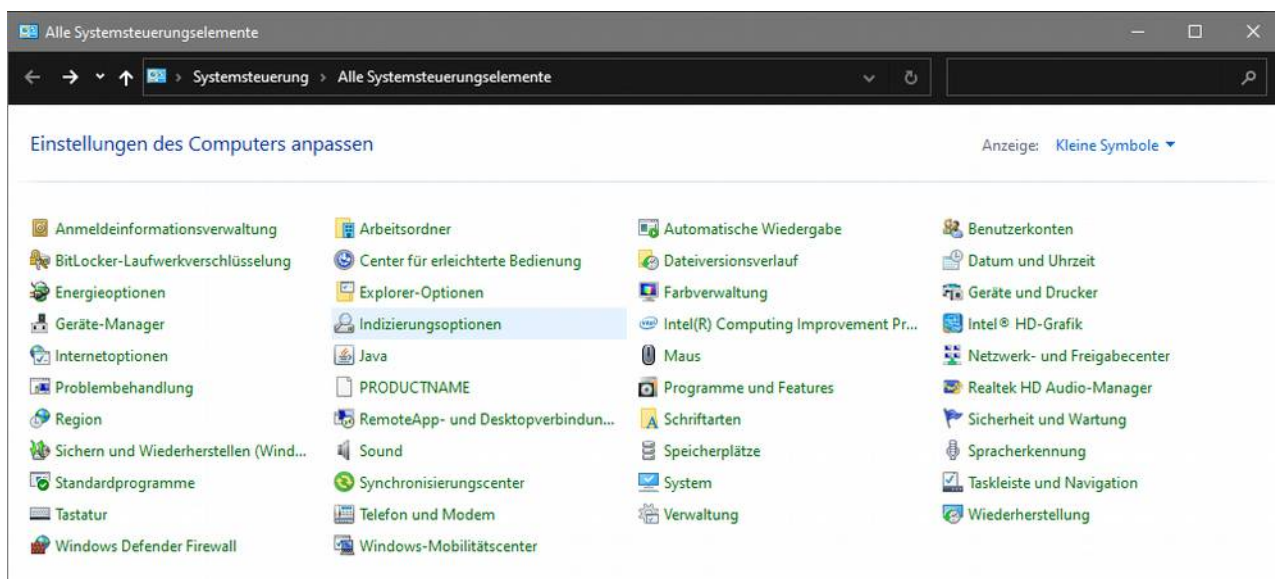 Alle Systemsteuerungselemente
Systemsteuerung > Alle Systemsteuerungselemente
Einstellungen des Computers anpassen
Anzeige: Kleine Symbole
Anmeldeinformationsverwaltung Arbeitsordner Automatische Wiedergabe Benutzerkonten
BitLocker-Laufwerkverschlüsselung Center für erleichterte Bedienung Dateiversionsverlauf Datum und Uhrzeit
Energieoptionen Explorer-Optionen Farbverwaltung Geräte und Drucker
Geräte-Manager Indizierungsoptionen Intel(R) Computing Improvement Pr... Intel® HD-Grafik
Internetoptionen Java Maus Netzwerk- und Freigabecenter
Problembehandlung PRODUCTNAME Programme und Features Realtek HD Audio-Manager
Region RemoteApp- und Desktopverbindun... Schriftarten Sicherheit und Wartung
Sichern und Wiederherstellen (Wind... Sound Speicherplätze Spracherkennung
Standardprogramme Synchronisierungscenter System Taskleiste und Navigation
Tastatur Telefon und Modem Verwaltung Wiederherstellung
Windows Defender Firewall Windows-Mobilitätscenter